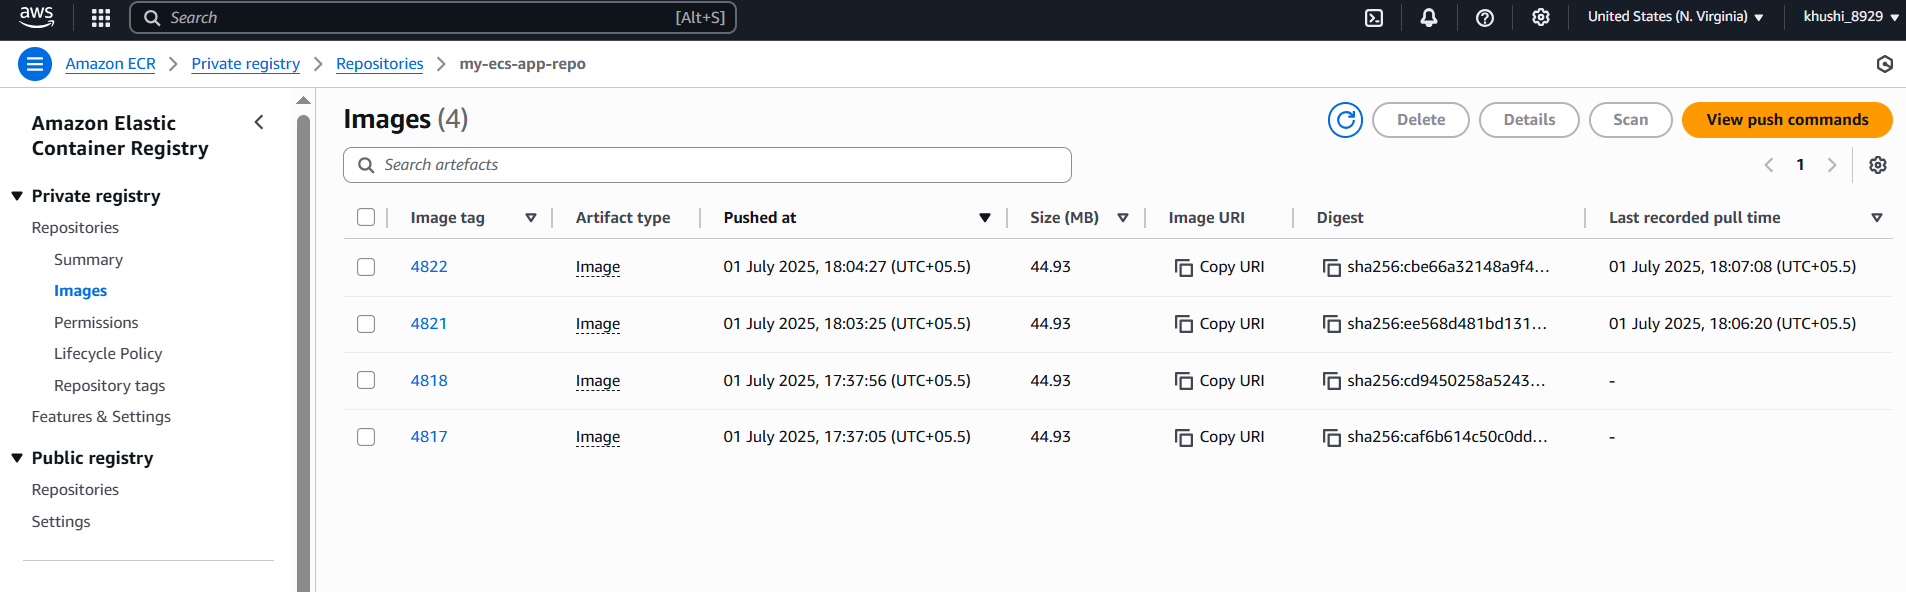 aws
Search [Alt+S]
United States (N. Virginia) khushi_8929
Amazon ECR Private registry Repositories my-ecs-app-repo
Amazon Elastic
Container Registry
Private registry
Repositories
Summary
Images
Permissions
Lifecycle Policy
Repository tags
Features & Settings
Public registry
Repositories
Settings
Images (4)
Delete Details Scan View push commands
Search artefacts
1
Image tag Artifact type Pushed at Size (MB) Image URI Digest Last recorded pull time
4822 Image 01 July 2025, 18:04:27 (UTC+05.5) 44.93 Copy URI sha256:cbe66a32148a9f4... 01 July 2025, 18:07:08 (UTC+05.5)
4821 Image 01 July 2025, 18:03:25 (UTC+05.5) 44.93 Copy URI sha256:ee568d481bd131... 01 July 2025, 18:06:20 (UTC+05.5)
4818 Image 01 July 2025, 17:37:56 (UTC+05.5) 44.93 Copy URI sha256:cd9450258a5243... -
4817 Image 01 July 2025, 17:37:05 (UTC+05.5) 44.93 Copy URI sha256:caf6b614c50c0dd... -